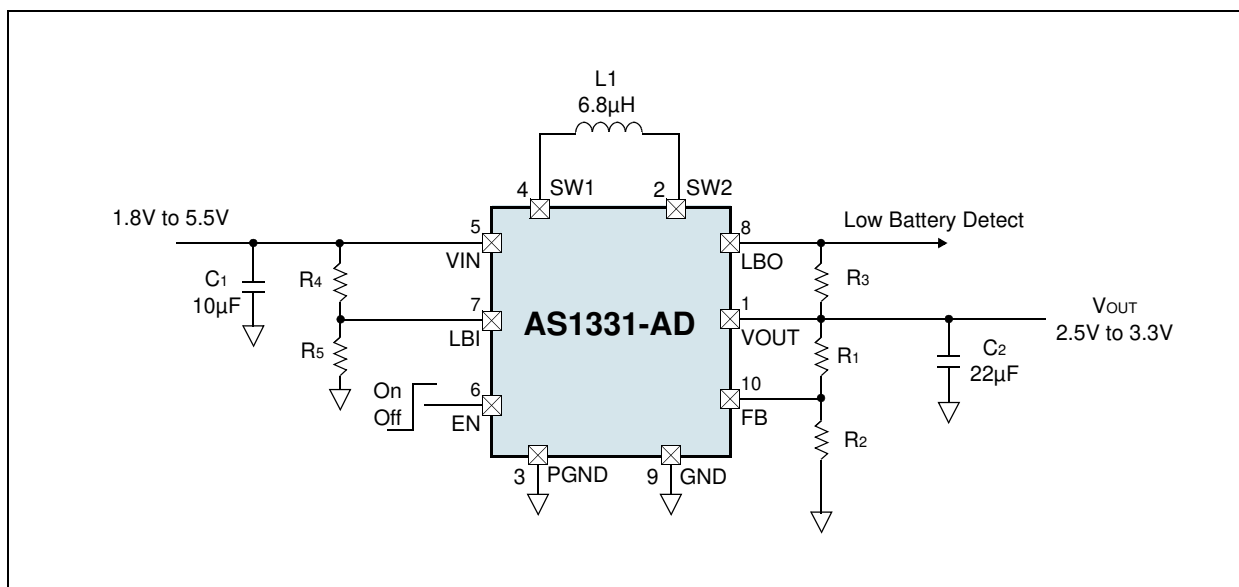 L1
6.8µH
4
SW1
2
SW2
1.8V to 5.5V
5
VIN
8
LBO
Low Battery Detect
C1
10µF
R4
R3
7
LBI
AS1331-AD
1
VOUT
VOUT
2.5V to 3.3V
R5
R1
C2
22µF
On
Off
6
EN
10
FB
R2
3
PGND
9
GND